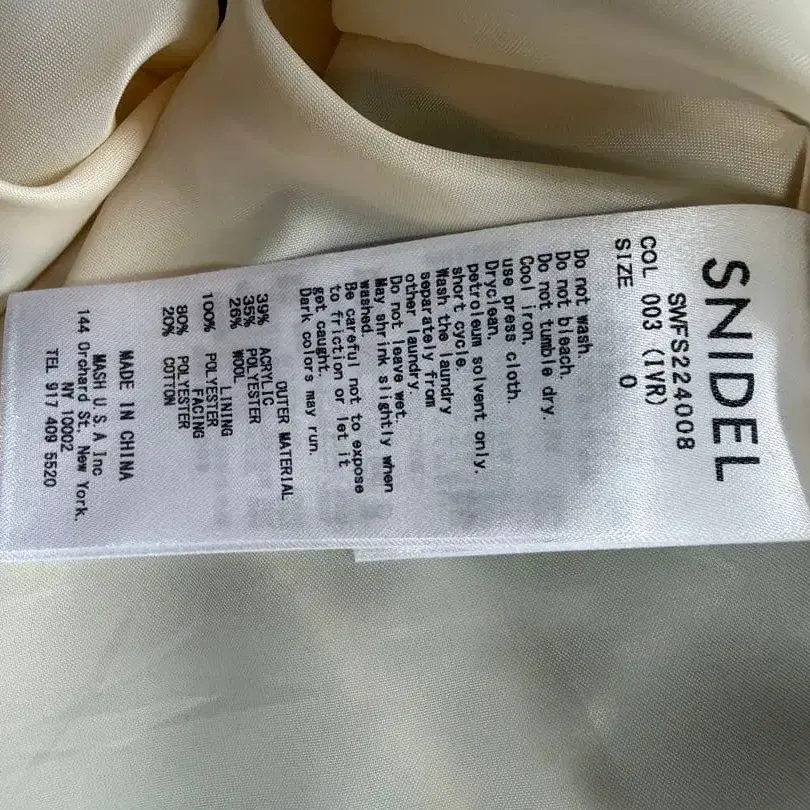 SNIDEL
SWFS224008
COL 003 (IVR)
SIZE 0
Do not wash.
Do not bleach.
Do not tumble dry.
Cool iron.
use press cloth.
Dryclean,
petroleum solvent only.
short cycle.
Wash the laundry
separately from
other laundry.
Do not leave wet.
May shrink slightly when
washed.
Be careful not to expose
to friction or let it
get caught.
Dark colors may run.
OUTER MATERIAL
39% ACRYLIC
35% POLYESTER
26% WOOL
LINING
100% POLYESTER
FACING
80% POLYESTER
20% COTTON
MADE IN CHINA
MASH U.S.A Inc
144 Orchard St, New York,
NY 10002
TEL 917 409 5520